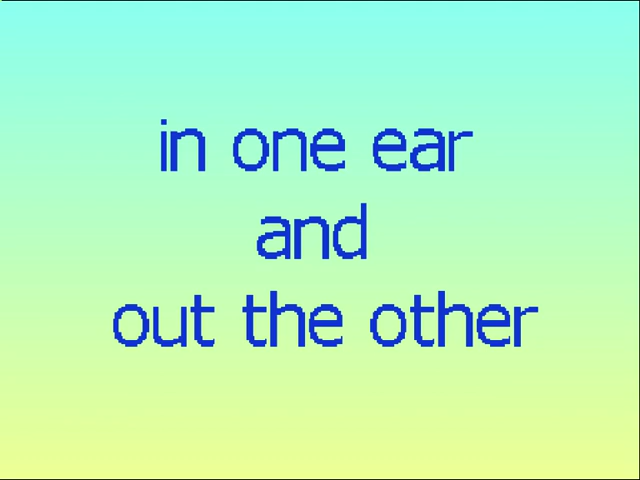 in one ear
and
out the other